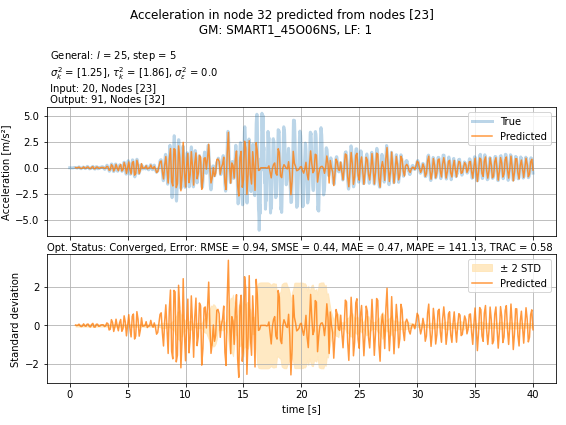 Acceleration in node 32 predicted from nodes [23]
GM: SMART1_45O06NS, LF: 1
General: l = 25, step = 5
σ²ₖ = [1.25], τ²ₖ = [1.86], σ²ε = 0.0
Input: 20, Nodes [23]
Output: 91, Nodes [32]
Acceleration [m/s²]
5.0
2.5
0.0
−2.5
−5.0
True
Predicted
Opt. Status: Converged, Error: RMSE = 0.94, SMSE = 0.44, MAE = 0.47, MAPE = 141.13, TRAC = 0.58
Standard deviation
2
0
−2
± 2 STD
Predicted
0 5 10 15 20 25 30 35 40
time [s]